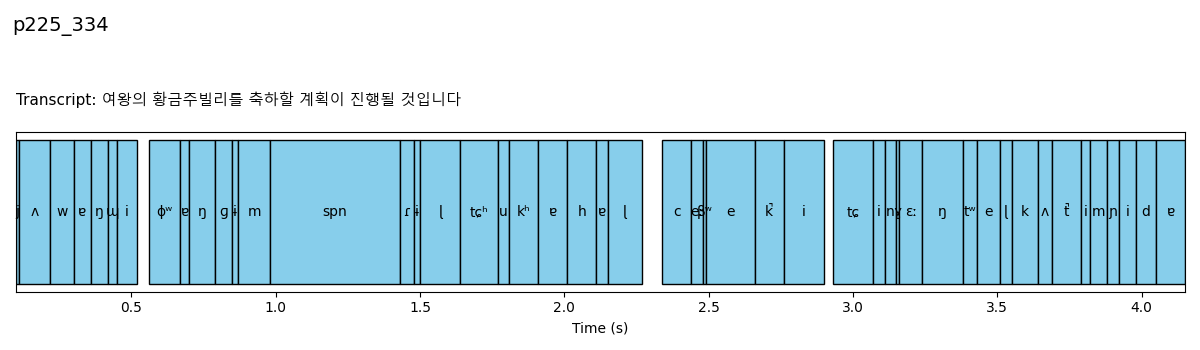 p225_334
Transcript: 여왕의 황금주빌리를 축하할 계획이 진행될 것입니다
j ʌ w ɐ ŋ ɯ i ɸʷ ɐ ŋ ɡ ɨ m spn ɾ ɨ ɭ tɕʰ u kʰ ɐ h ɐ ɭ c e βʷ e k̚ i tɕ i n ɣ ɛː ŋ tʷ e ɭ k ʌ t̚ i m ɲ i d ɐ
0.5 1.0 1.5 2.0 2.5 3.0 3.5 4.0
Time (s)